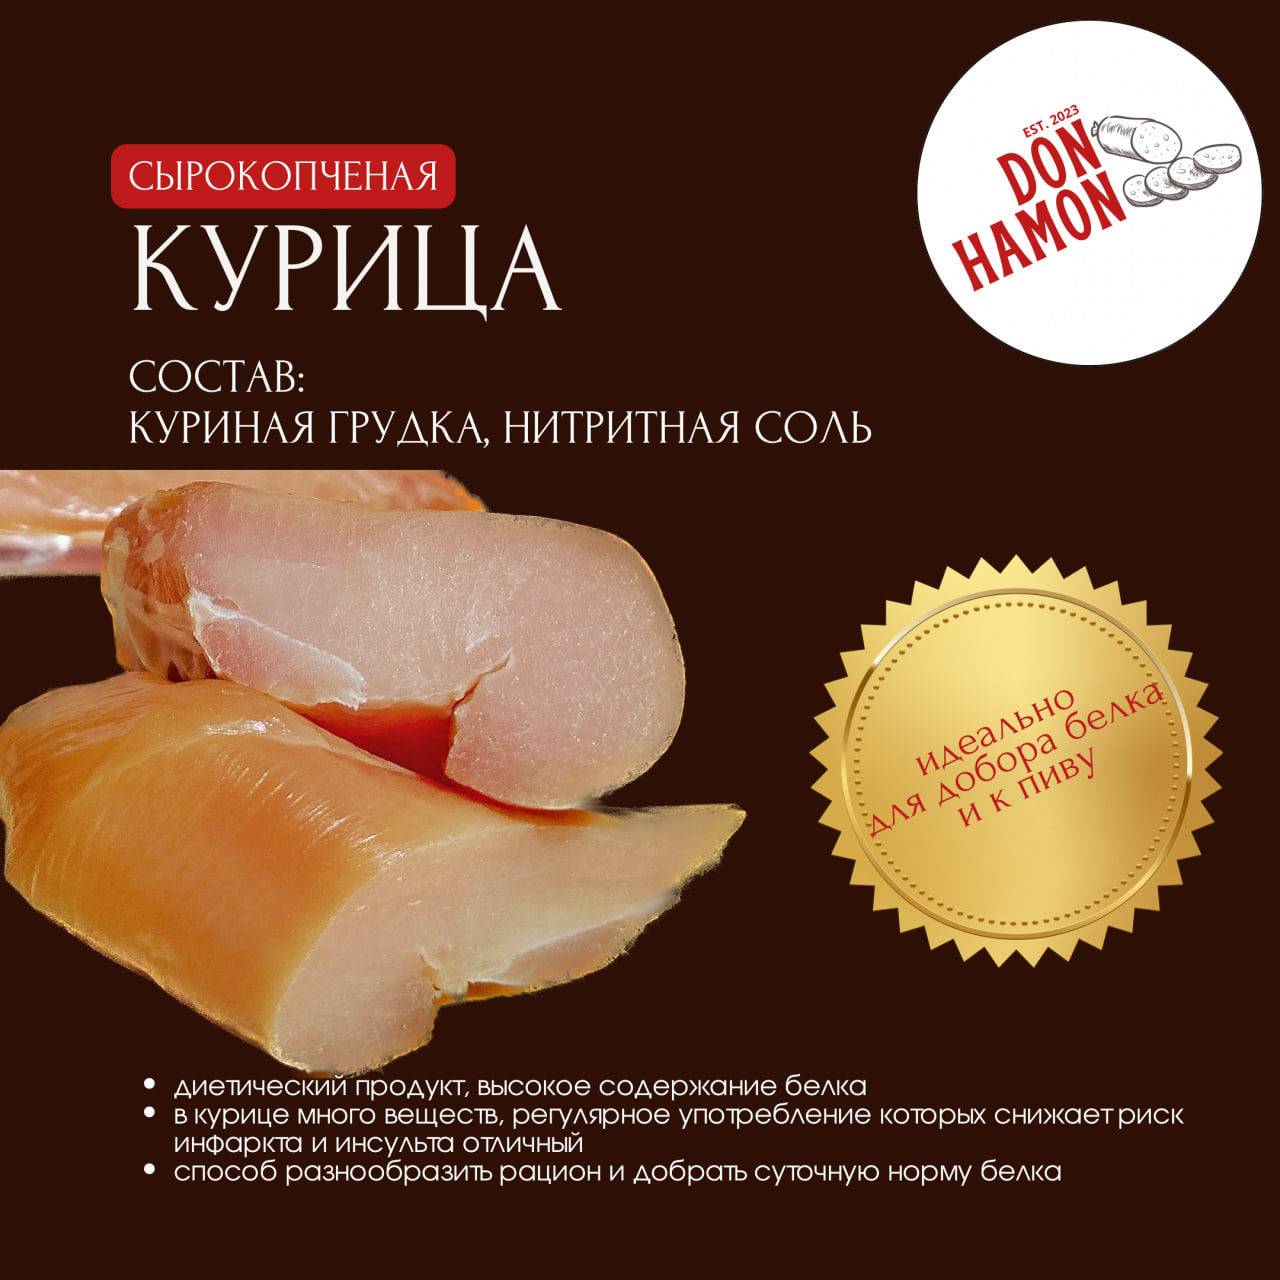 СЫРОКОПЧЕНАЯ
КУРИЦА
EST. 2023
DON
HAMON
СОСТАВ:
КУРИНАЯ ГРУДКА, НИТРИТНАЯ СОЛЬ
идеально
для добора белка
и к пиву
• диетический продукт, высокое содержание белка
• в курице много веществ, регулярное употребление которых снижает риск
инфаркта и инсульта отличный
• способ разнообразить рацион и добрать суточную норму белка